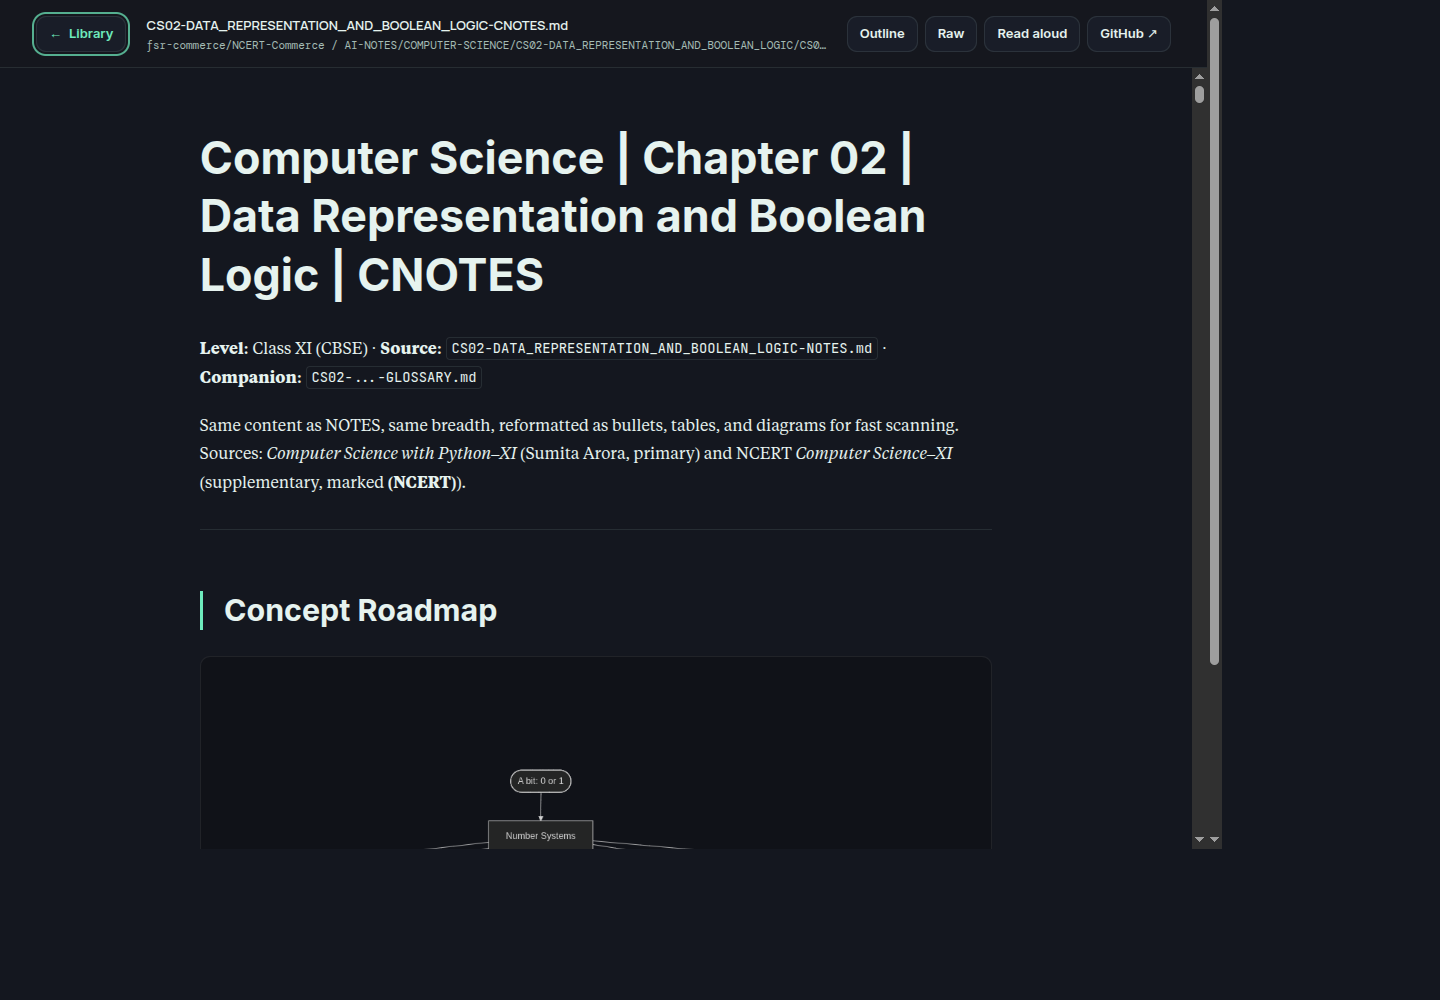 ← Library
CS02-DATA_REPRESENTATION_AND_BOOLEAN_LOGIC-CNOTES.md
fsr-commerce/NCERT-Commerce / AI-NOTES/COMPUTER-SCIENCE/CS02-DATA_REPRESENTATION_AND_BOOLEAN_LOGIC/CS0…
Outline
Raw
Read aloud
GitHub ↗
Computer Science | Chapter 02 |
Data Representation and Boolean
Logic | CNOTES
Level: Class XI (CBSE) · Source: CS02-DATA_REPRESENTATION_AND_BOOLEAN_LOGIC-NOTES.md ·
Companion: CS02-...-GLOSSARY.md
Same content as NOTES, same breadth, reformatted as bullets, tables, and diagrams for fast scanning.
Sources: Computer Science with Python–XI (Sumita Arora, primary) and NCERT Computer Science–XI
(supplementary, marked (NCERT)).
Concept Roadmap
A bit: 0 or 1
Number Systems